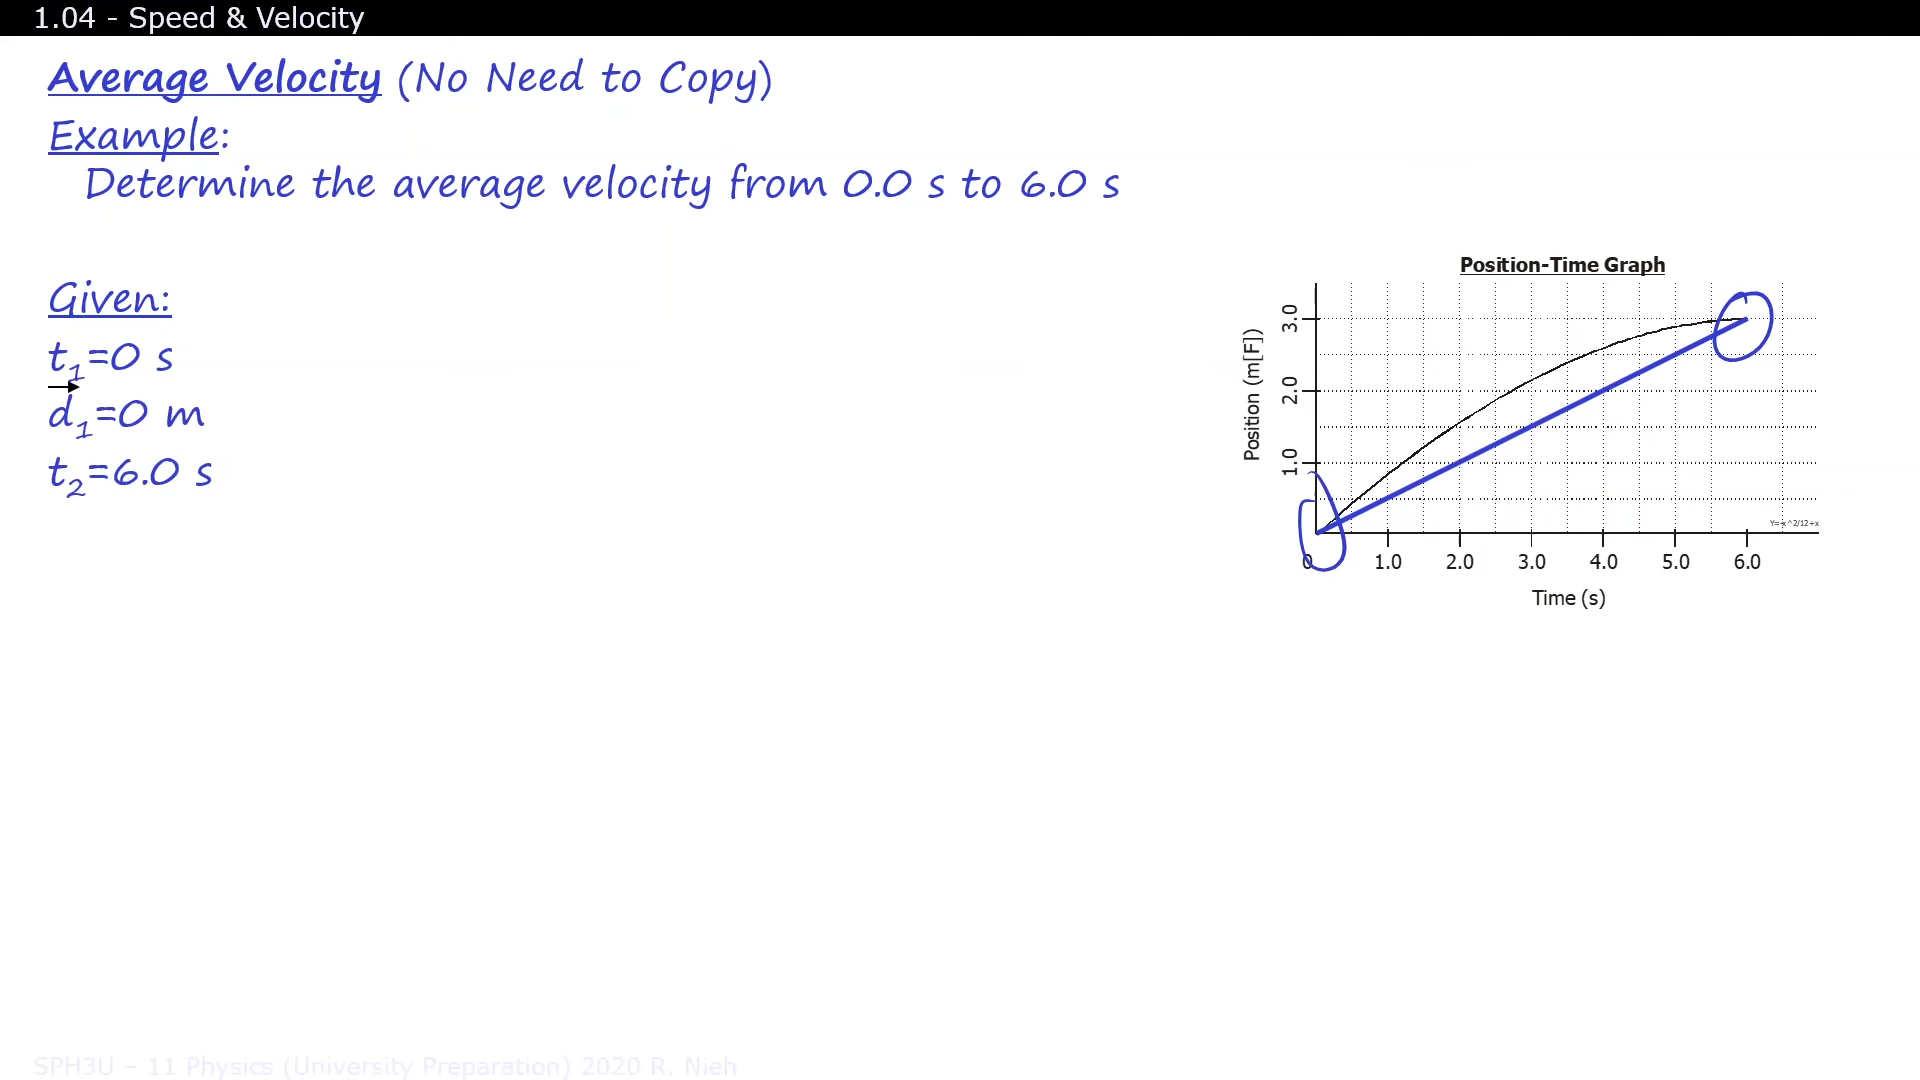 1.04 - Speed & Velocity
Average Velocity (No Need to Copy)
Example:
Determine the average velocity from 0.0 s to 6.0 s
Given:
t1=0 s
d1=0 m
t2=6.0 s
Position-Time Graph
Position (m[F])
3.0
2.0
1.0
Y=-x^2/12+x
0 1.0 2.0 3.0 4.0 5.0 6.0
Time (s)
SPH3U – 11 Physics (University Preparation) 2020 R. Nieh